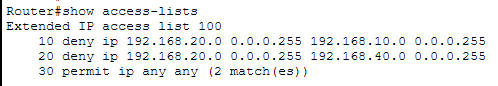 Router#show access-lists
Extended IP access list 100
10 deny ip 192.168.20.0 0.0.0.255 192.168.10.0 0.0.0.255
20 deny ip 192.168.20.0 0.0.0.255 192.168.40.0 0.0.0.255
30 permit ip any any (2 match(es))